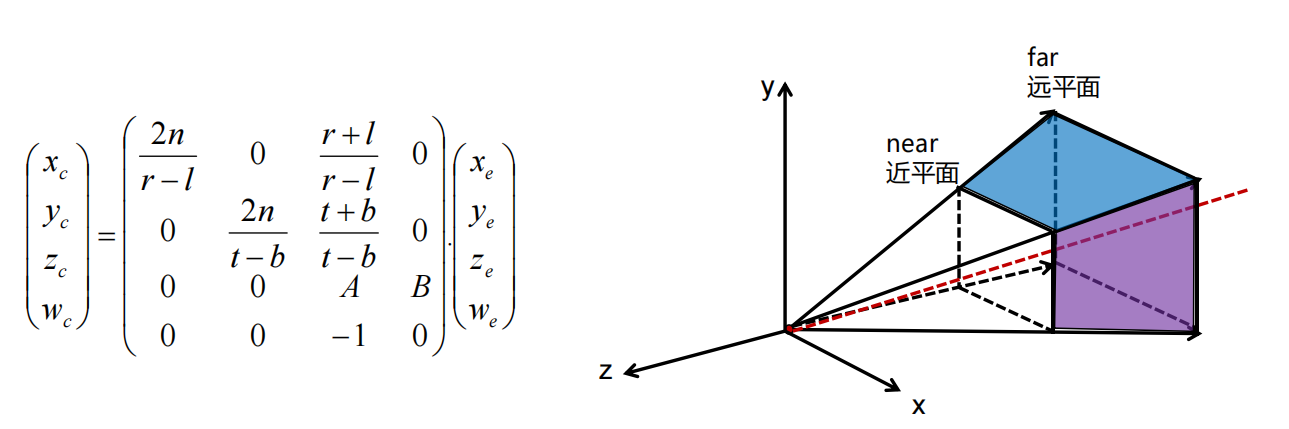 $$\begin{pmatrix} x_c \\ y_c \\ z_c \\ w_c \end{pmatrix} = \begin{pmatrix} \frac{2n}{r-l} & 0 & \frac{r+l}{r-l} & 0 \\ 0 & \frac{2n}{t-b} & \frac{t+b}{t-b} & 0 \\ 0 & 0 & A & B \\ 0 & 0 & -1 & 0 \end{pmatrix} \cdot \begin{pmatrix} x_e \\ y_e \\ z_e \\ w_e \end{pmatrix}$$
far
远平面
y
near
近平面
z
x